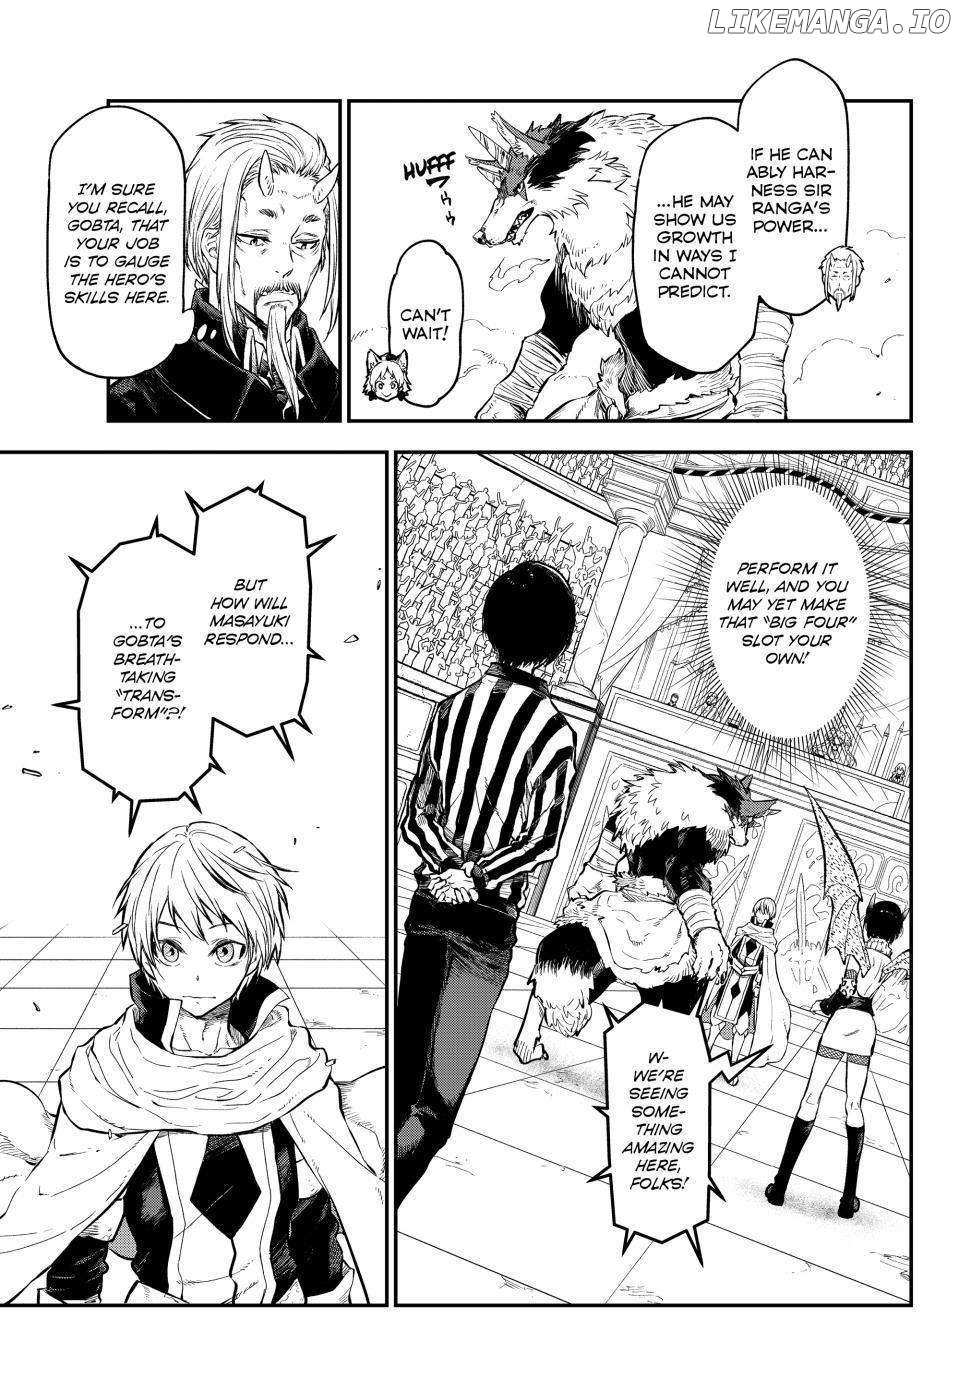 LIKEMANGA.IO
IF HE CAN
ABLY HAR-
NESS SIR
RANGA'S
POWER...
...HE MAY
SHOW US
GROWTH
IN WAYS I
CANNOT
PREDICT.
HUFFF
CAN'T
WAIT!
I'M SURE
YOU RECALL,
GOBTA, THAT
YOUR JOB
IS TO GAUGE
THE HERO'S
SKILLS HERE.
PERFORM IT
WELL, AND YOU
MAY YET MAKE
THAT "BIG FOUR"
SLOT YOUR
OWN!
W-
WE'RE
SEEING
SOME-
THING
AMAZING
HERE,
FOLKS!
BUT
HOW WILL
MASAYUKI
RESPOND...
...TO
GOBTA'S
BREATH-
TAKING
"TRANS-
FORM"?!